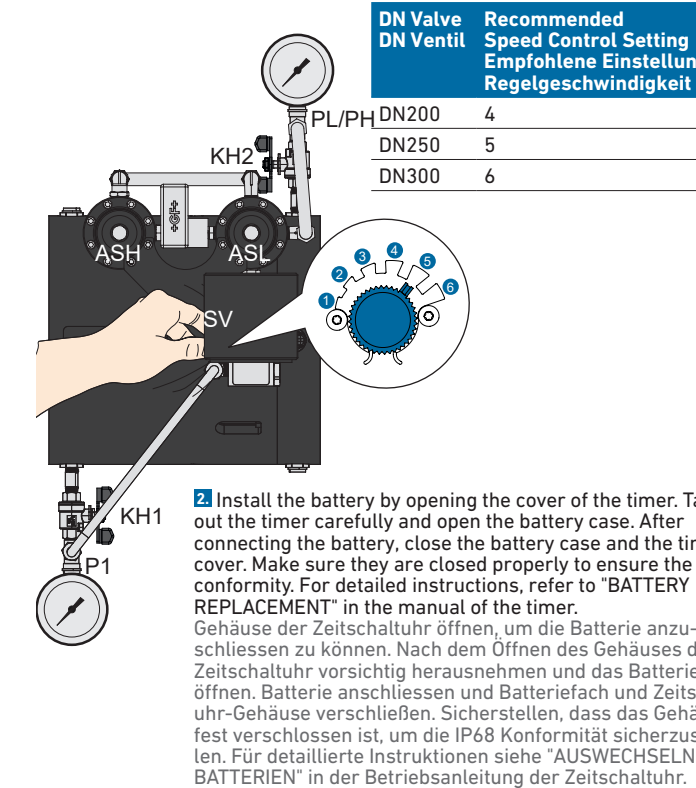 DN Valve Recommended
DN Ventil Speed Control Setting
Empfohlene Einstellun
Regelgeschwindigkeit
DN200 4
DN250 5
DN300 6
PL/PH
KH2
+GF+
ASH
ASL
SV
1
2
3
4
5
6
KH1
P1
2. Install the battery by opening the cover of the timer. Ta
out the timer carefully and open the battery case. After
connecting the battery, close the battery case and the tim
cover. Make sure they are closed properly to ensure the
conformity. For detailed instructions, refer to "BATTERY
REPLACEMENT" in the manual of the timer.
Gehäuse der Zeitschaltuhr öffnen, um die Batterie anzu-
schliessen zu können. Nach dem Öffnen des Gehäuses d
Zeitschaltuhr vorsichtig herausnehmen und das Batterie
öffnen. Batterie anschliessen und Batteriefach und Zeits
uhr-Gehäuse verschließen. Sicherstellen, dass das Gehä
fest verschlossen ist, um die IP68 Konformität sicherzus
len. Für detaillierte Instruktionen siehe "AUSWECHSELN
BATTERIEN" in der Betriebsanleitung der Zeitschaltuhr.